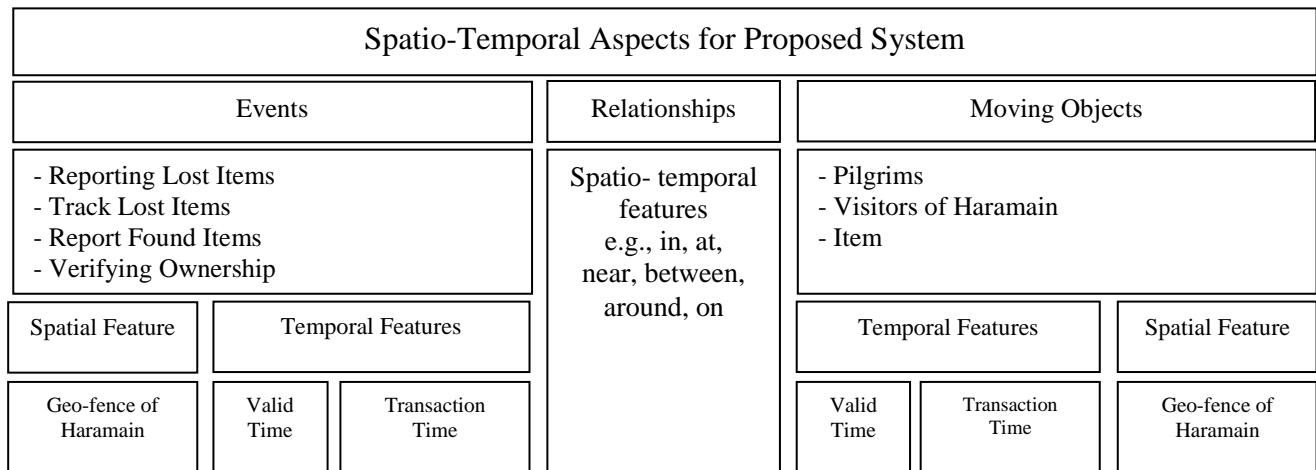 Spatio-Temporal Aspects for Proposed System
Events
Relationships
Moving Objects
- Reporting Lost Items
- Track Lost Items
- Report Found Items
- Verifying Ownership
Spatio- temporal
features
e.g., in, at,
near, between,
around, on
- Pilgrims
- Visitors of Haramain
- Item
Spatial Feature
Temporal Features
Temporal Features
Spatial Feature
Geo-fence of
Haramain
Valid
Time
Transaction
Time
Valid
Time
Transaction
Time
Geo-fence of
Haramain